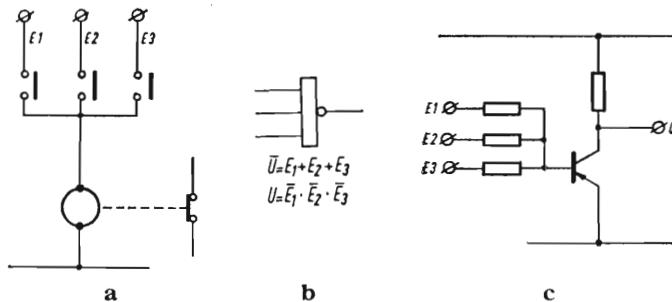 E1 E2 E3
a
Ū=E₁+E₂+E₃
U=Ē₁·Ē₂·Ē₃
b
E1
E2
E3
U
c